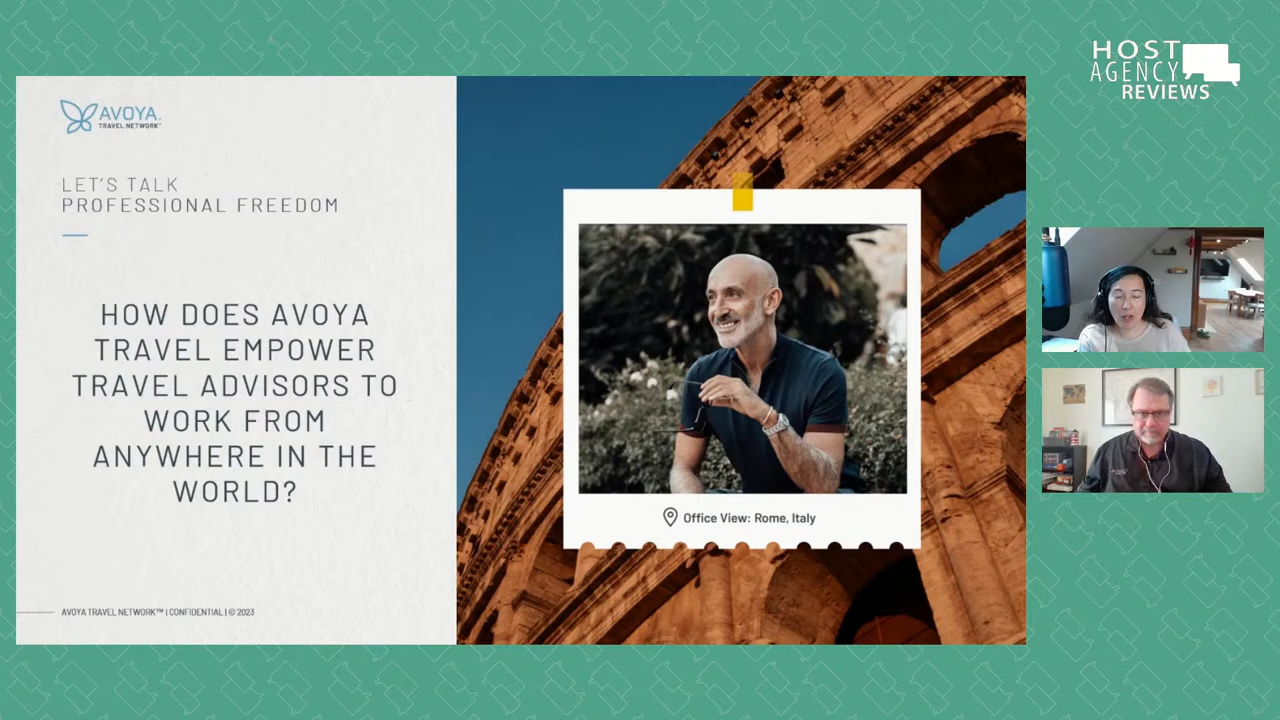 AVOYA
TRAVEL NETWORK™
LET'S TALK
PROFESSIONAL FREEDOM
HOW DOES AVOYA
TRAVEL EMPOWER
TRAVEL ADVISORS TO
WORK FROM
ANYWHERE IN THE
WORLD?
AVOYA TRAVEL NETWORK™ | CONFIDENTIAL | © 2023
Office View: Rome, Italy
HOST
AGENCY
REVIEWS